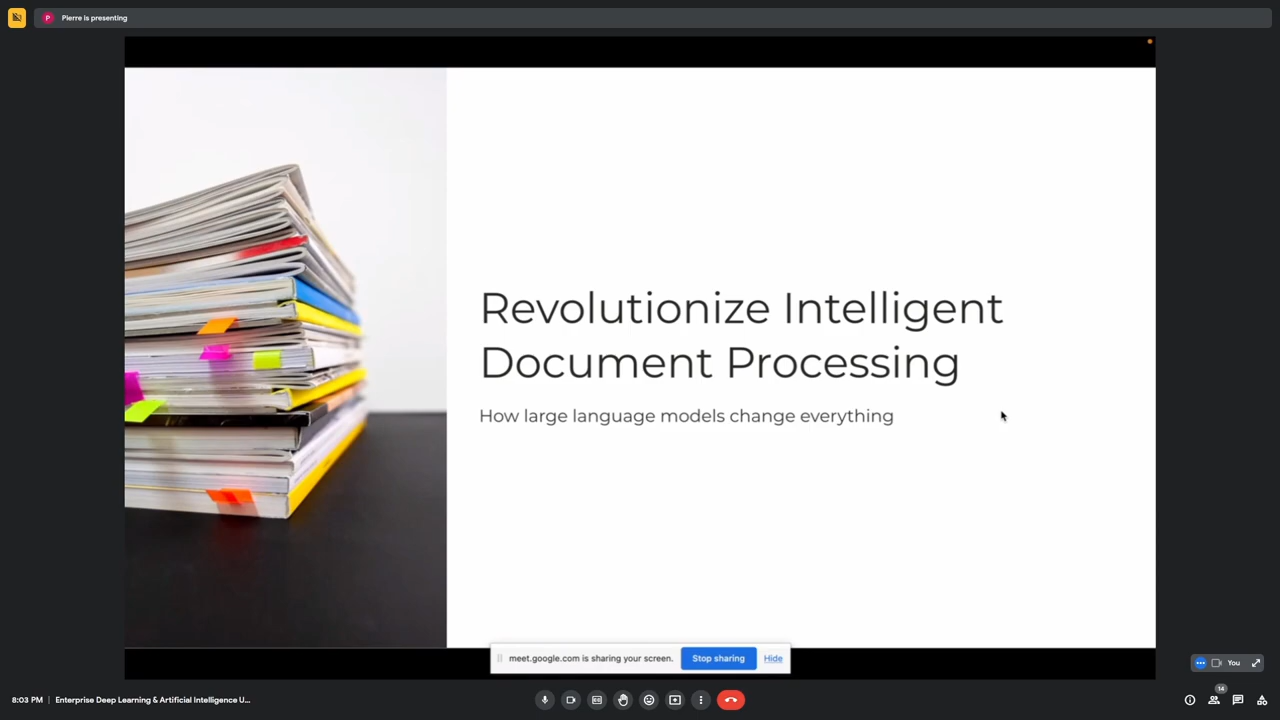 P Pierre is presenting
Revolutionize Intelligent
Document Processing
How large language models change everything
meet.google.com is sharing your screen. Stop sharing Hide
You
8:03 PM | Enterprise Deep Learning & Artificial Intelligence U...
14